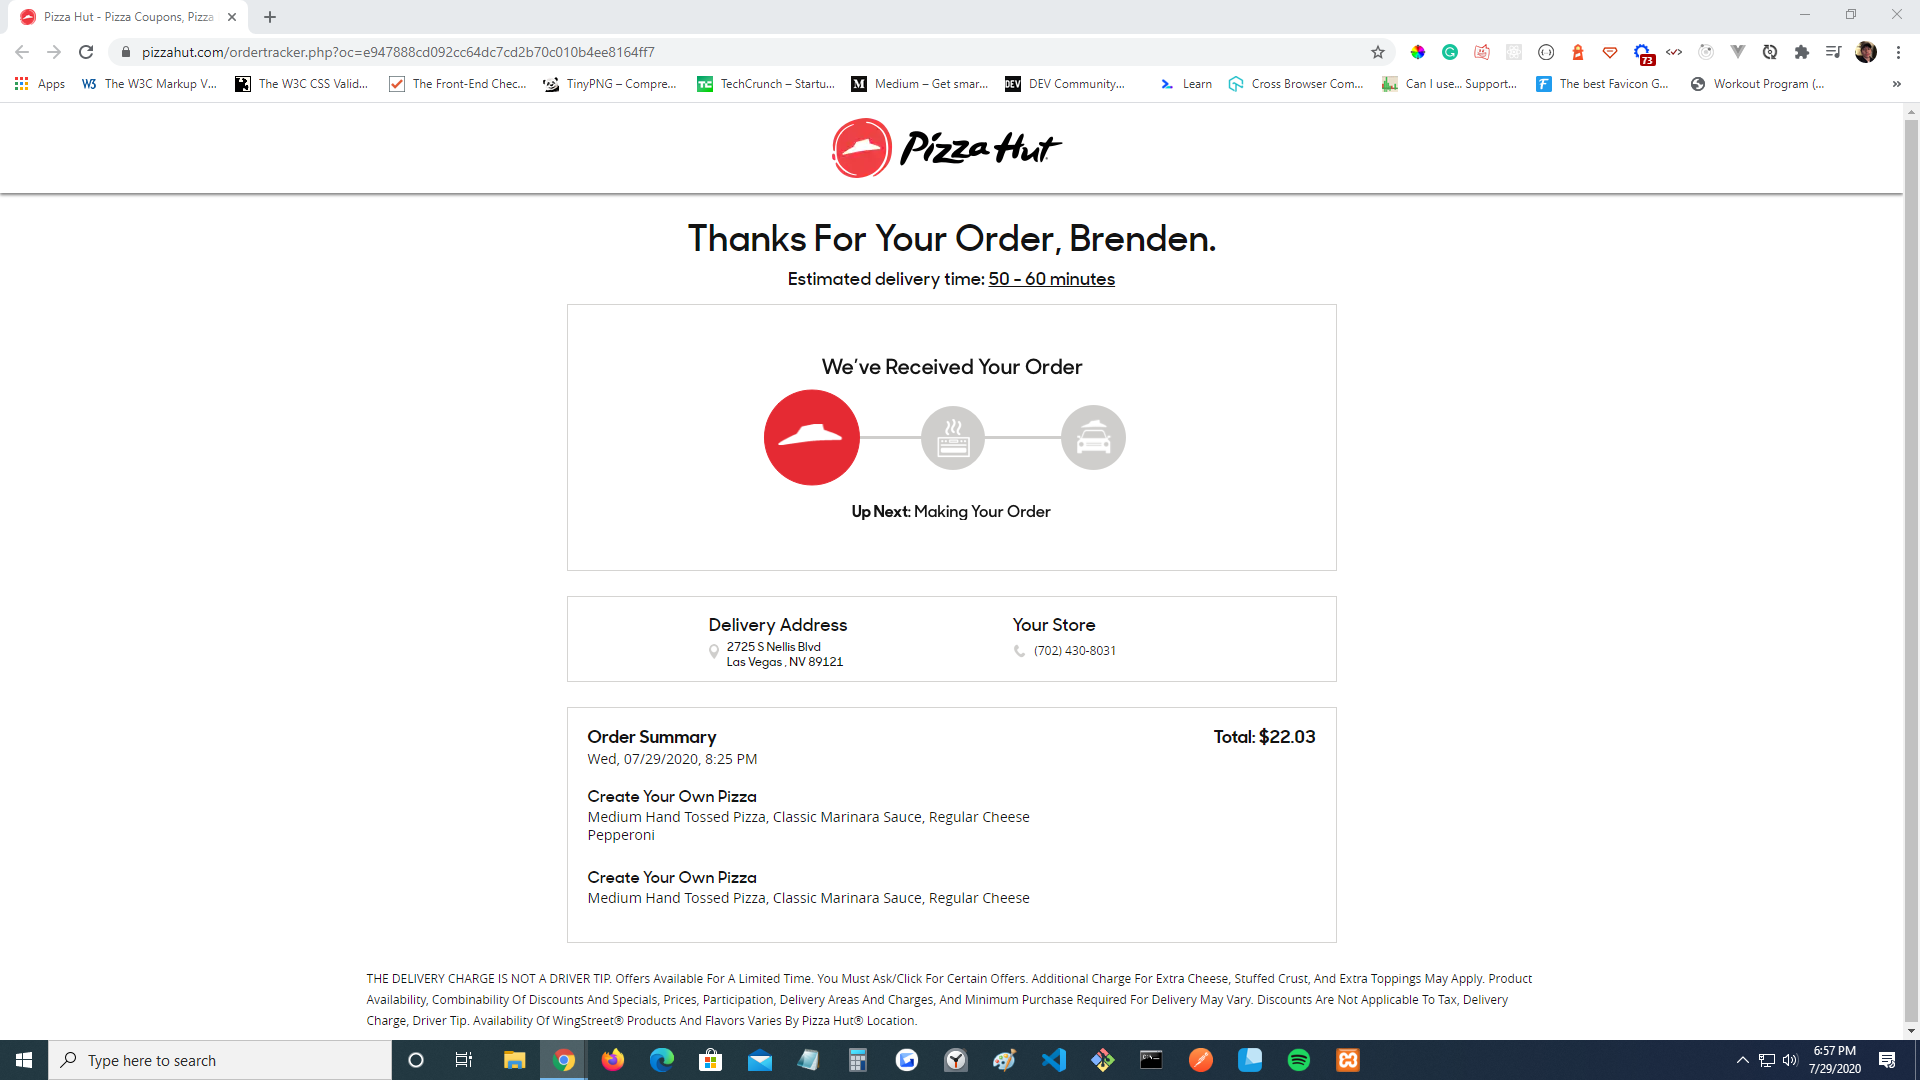 Pizza Hut - Pizza Coupons, Pizza
pizzahut.com/ordertracker.php?oc=e947888cd092cc64dc7cd2b70c010b4ee8164ff7
73
Apps
W3 The W3C Markup V...
The W3C CSS Valid...
The Front-End Chec...
TinyPNG – Compre...
TC TechCrunch – Startu...
M Medium – Get smar...
DEV DEV Community...
Learn
Cross Browser Com...
Can I use... Support...
F The best Favicon G...
Workout Program (...
»
Pizza Hut
Thanks For Your Order, Brenden.
Estimated delivery time: 50 - 60 minutes
We've Received Your Order
Up Next: Making Your Order
Delivery Address
2725 S Nellis Blvd
Las Vegas , NV 89121
Your Store
(702) 430-8031
Order Summary
Total: $22.03
Wed, 07/29/2020, 8:25 PM
Create Your Own Pizza
Medium Hand Tossed Pizza, Classic Marinara Sauce, Regular Cheese
Pepperoni
Create Your Own Pizza
Medium Hand Tossed Pizza, Classic Marinara Sauce, Regular Cheese
THE DELIVERY CHARGE IS NOT A DRIVER TIP. Offers Available For A Limited Time. You Must Ask/Click For Certain Offers. Additional Charge For Extra Cheese, Stuffed Crust, And Extra Toppings May Apply. Product
Availability, Combinability Of Discounts And Specials, Prices, Participation, Delivery Areas And Charges, And Minimum Purchase Required For Delivery May Vary. Discounts Are Not Applicable To Tax, Delivery
Charge, Driver Tip. Availability Of WingStreet® Products And Flavors Varies By Pizza Hut® Location.
Type here to search
6:57 PM
7/29/2020